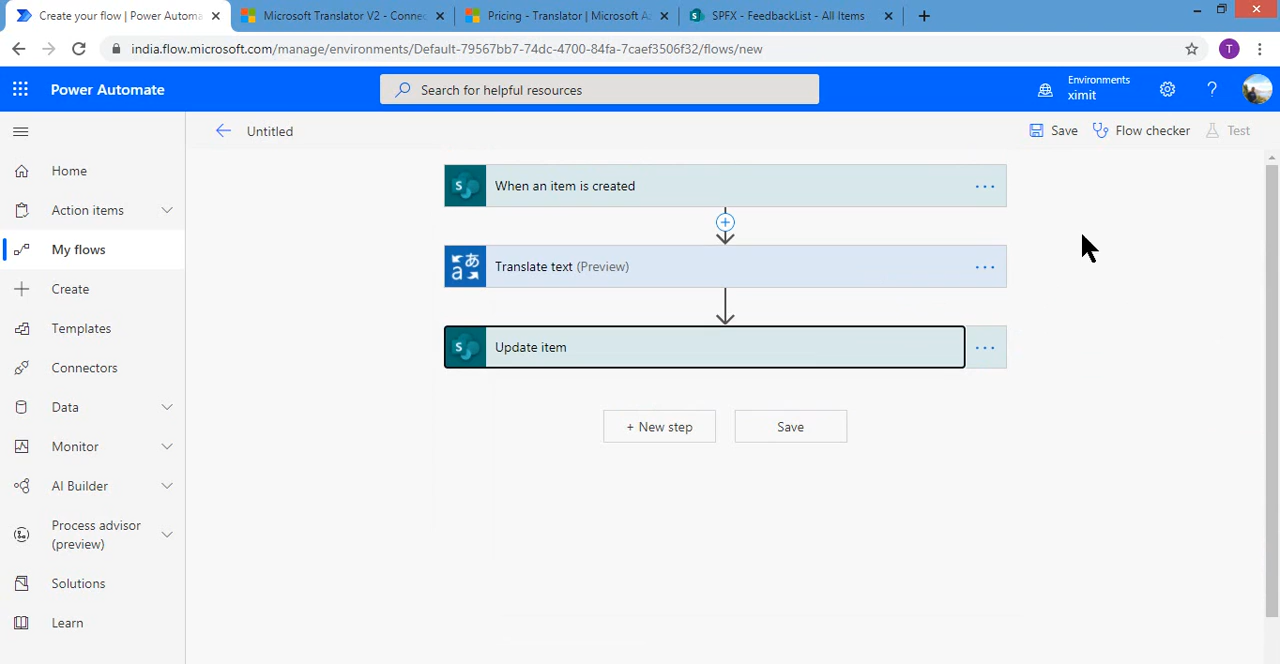 Create your flow | Power Automa
Microsoft Translator V2 - Connec
Pricing - Translator | Microsoft A
SPFX - FeedbackList - All Items
india.flow.microsoft.com/manage/environments/Default-79567bb7-74dc-4700-84fa-7caef3506f32/flows/new
T
Power Automate
Search for helpful resources
Environments
ximit
?
Untitled
Save
Flow checker
Test
Home
Action items
My flows
Create
Templates
Connectors
Data
Monitor
AI Builder
Process advisor
(preview)
Solutions
Learn
S
When an item is created
...
a あ
Translate text (Preview)
...
S
Update item
...
+ New step
Save